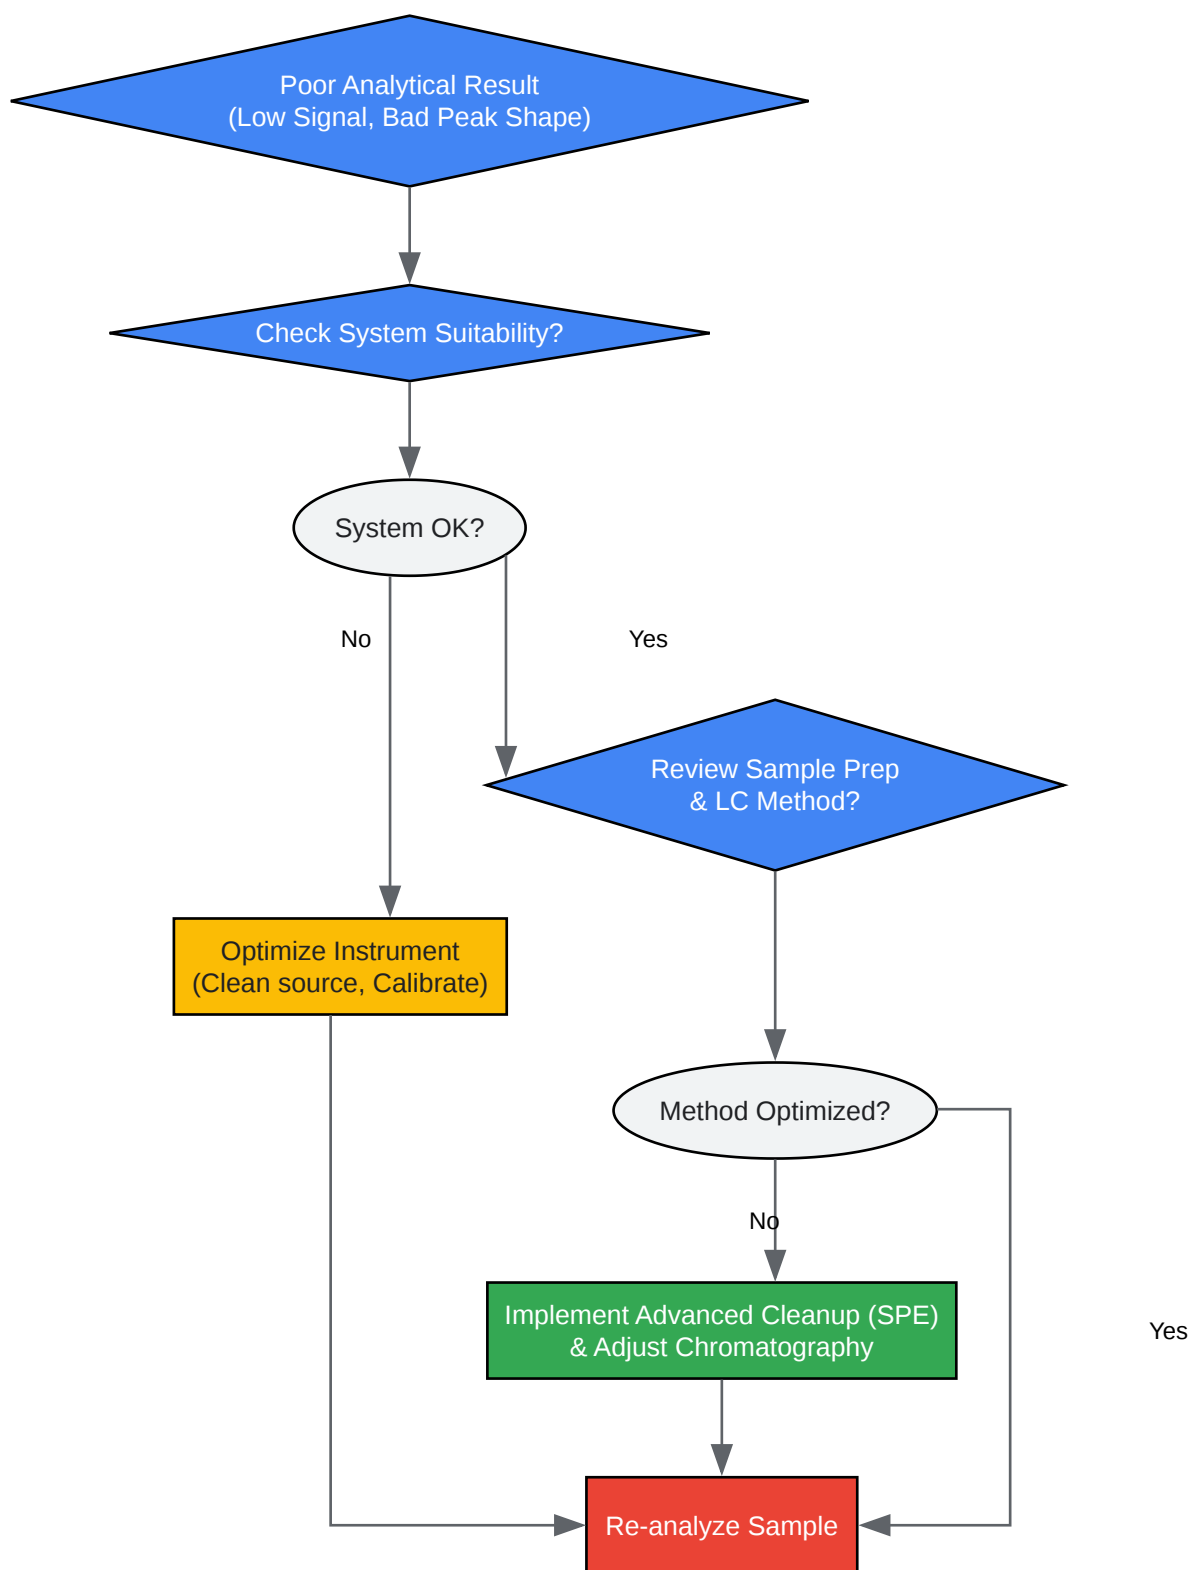 Poor Analytical Result
(Low Signal, Bad Peak Shape)
Check System Suitability?
System OK?
No
Yes
Review Sample Prep
& LC Method?
Optimize Instrument
(Clean source, Calibrate)
Method Optimized?
No
Implement Advanced Cleanup (SPE)
& Adjust Chromatography
Yes
Re-analyze Sample